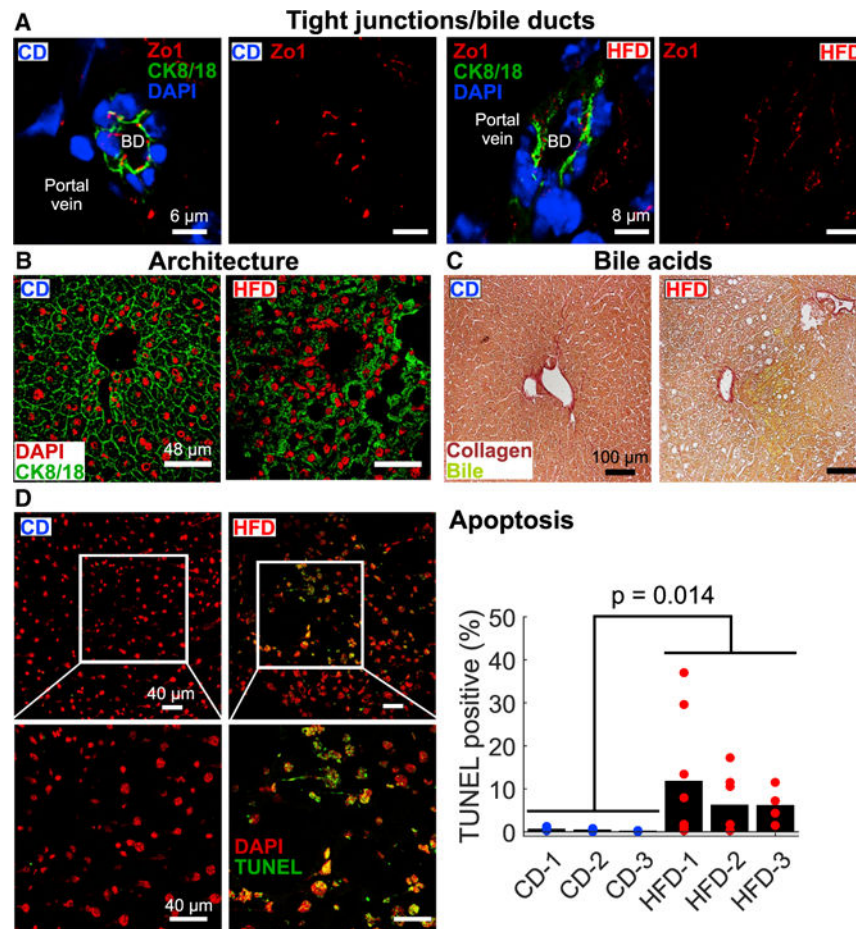 A
Tight junctions/bile ducts
CD
Zo1
CK8/18
DAPI
BD
Portal
vein
6 µm
CD
Zo1
Zo1
HFD
CK8/18
DAPI
Portal
vein
BD
8 µm
Zo1
HFD
B
Architecture
CD
HFD
DAPI
CK8/18
48 µm
C
Bile acids
CD
HFD
Collagen
Bile
100 µm
D
CD
HFD
40 µm
40 µm
DAPI
TUNEL
Apoptosis
p = 0.014
TUNEL positive (%)
50
40
30
20
10
0
CD-1
CD-2
CD-3
HFD-1
HFD-2
HFD-3